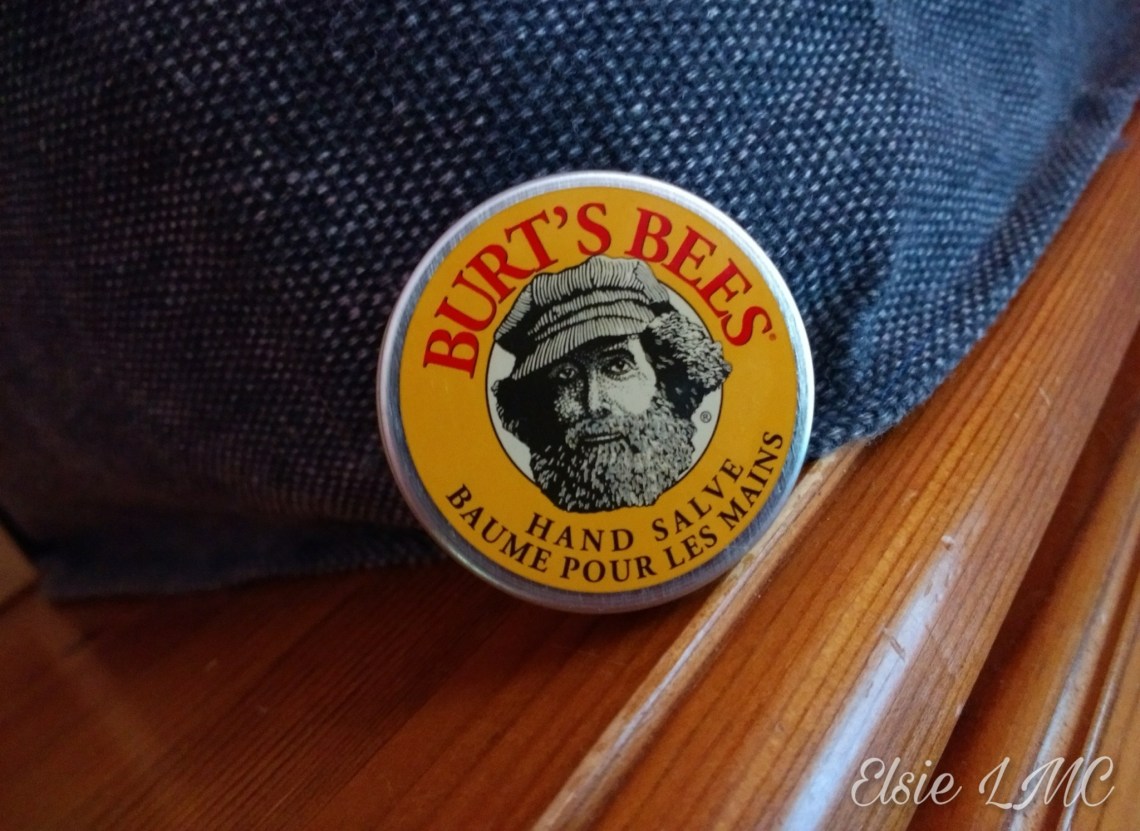 BURT'S BEES®
®
HAND SALVE
BAUME POUR LES MAINS
Elsie LMC